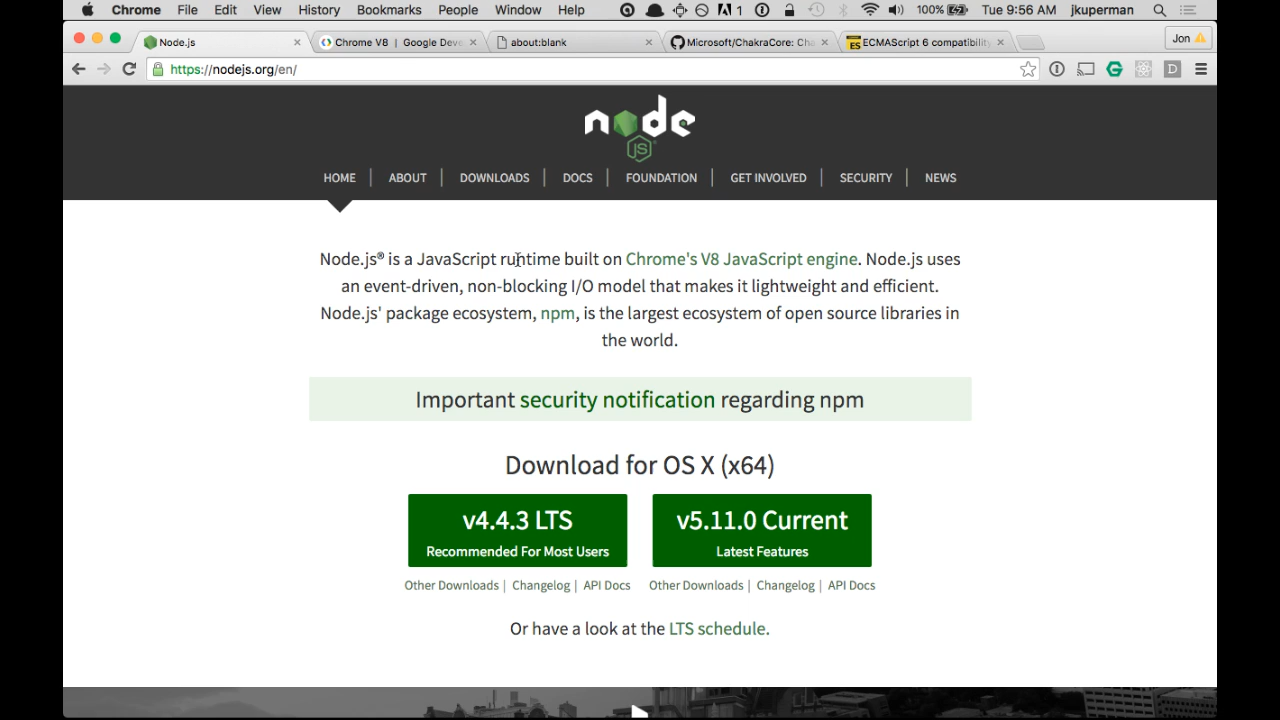 Chrome File Edit View History Bookmarks People Window Help 1 100% Tue 9:56 AM jkuperman
Node.js Chrome V8 | Google Deve about:blank Microsoft/ChakraCore: Cha ES ECMAScript 6 compatibility Jon
https://nodejs.org/en/ D
node
JS
HOME ABOUT DOWNLOADS DOCS FOUNDATION GET INVOLVED SECURITY NEWS
Node.js® is a JavaScript runtime built on Chrome's V8 JavaScript engine. Node.js uses
an event-driven, non-blocking I/O model that makes it lightweight and efficient.
Node.js' package ecosystem, npm, is the largest ecosystem of open source libraries in
the world.
Important security notification regarding npm
Download for OS X (x64)
v4.4.3 LTS v5.11.0 Current
Recommended For Most Users Latest Features
Other Downloads | Changelog | API Docs Other Downloads | Changelog | API Docs
Or have a look at the LTS schedule.